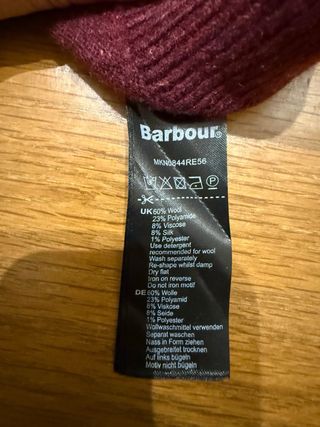 Barbour®
MKN0844RE56
UK 60% Wool
23% Polyamide
8% Viscose
8% Silk
1% Polyester
Use detergent
recommended for wool
Wash separately
Re-shape whilst damp
Dry flat
Iron on reverse
Do not iron motif
DE 60% Wolle
23% Polyamid
8% Viskose
8% Seide
1% Polyester
Wollwaschmittel verwenden
Separat waschen
Nass in Form ziehen
Ausgebreitet trocknen
Auf links bügeln
Motiv nicht bügeln